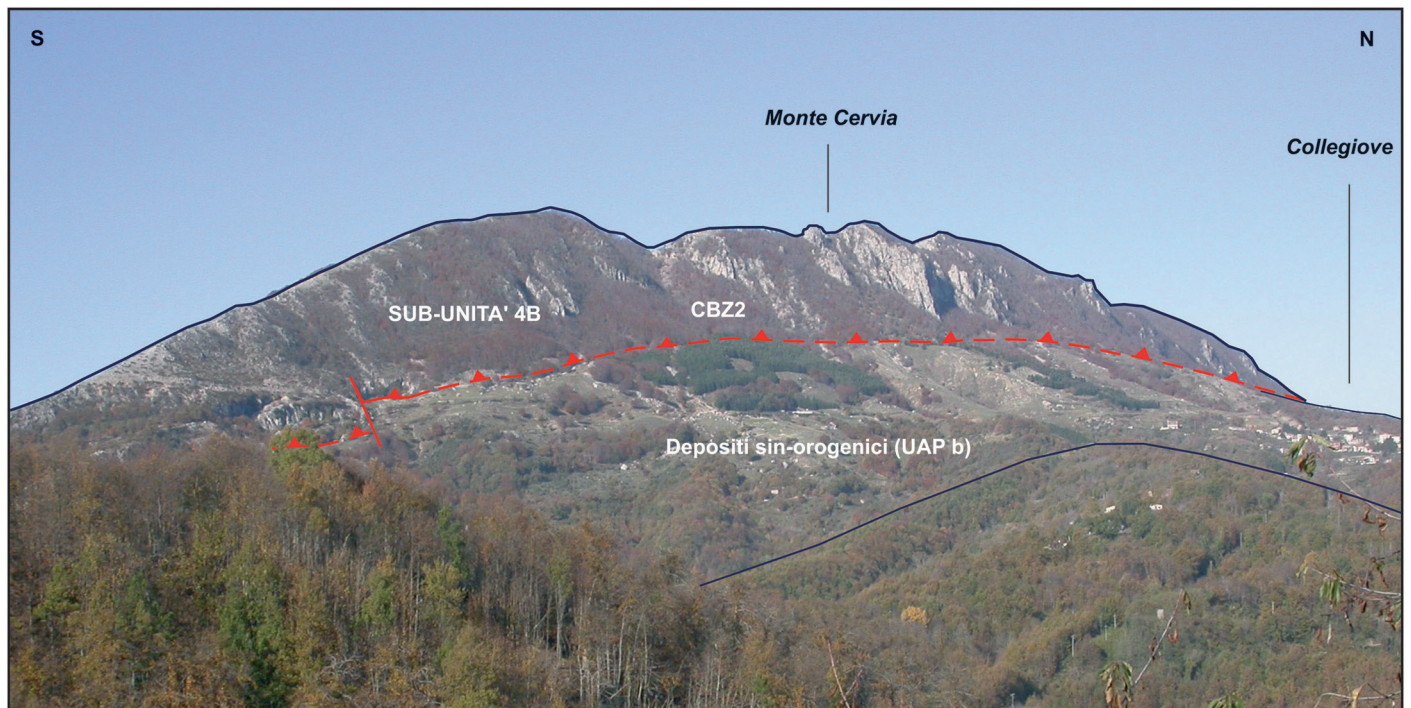 S
N
Monte Cervia
Collegiove
SUB-UNITA' 4B
CBZ2
Depositi sin-orogenici (UAP b)